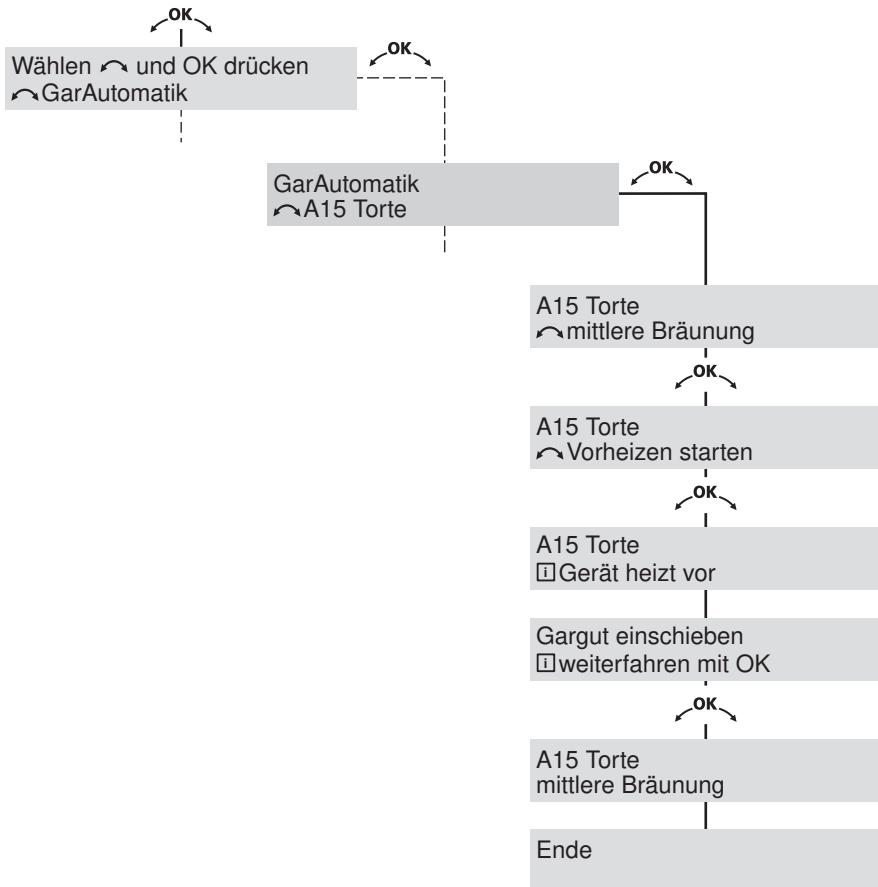 OK
Wählen und OK drücken
GarAutomatik
OK
GarAutomatik
A15 Torte
OK
A15 Torte
mittlere Bräunung
OK
A15 Torte
Vorheizen starten
OK
A15 Torte
i Gerät heizt vor
Gargut einschieben
i weiterfahren mit OK
OK
A15 Torte
mittlere Bräunung
Ende